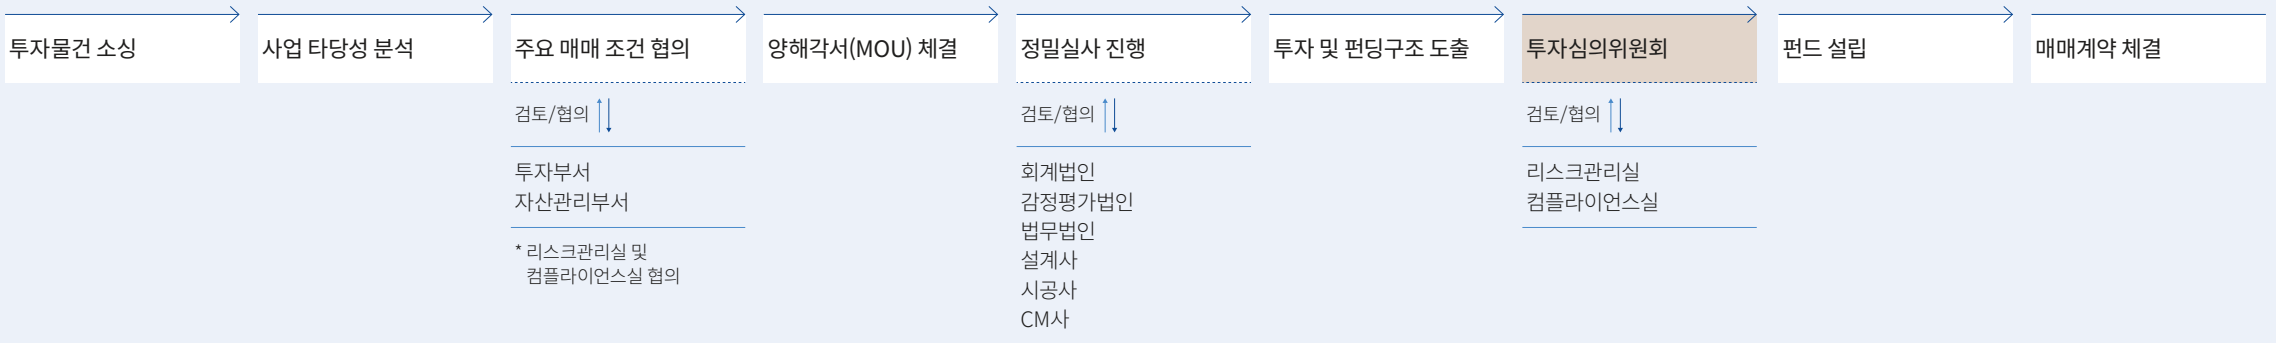 투자물건 소싱
사업 타당성 분석
주요 매매 조건 협의
양해각서(MOU) 체결
정밀실사 진행
투자 및 펀딩구조 도출
투자심의위원회
펀드 설립
매매계약 체결
검토/협의
투자부서
자산관리부서
* 리스크관리실 및
컴플라이언스실 협의
검토/협의
회계법인
감정평가법인
법무법인
설계사
시공사
CM사
검토/협의
리스크관리실
컴플라이언스실